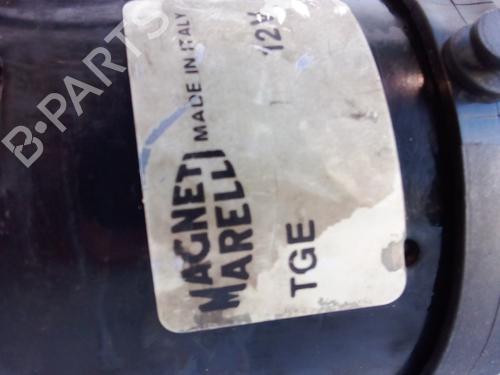 B-PARTS
MAGNETI
MARELLI
MADE IN ITALY
12V
TGE